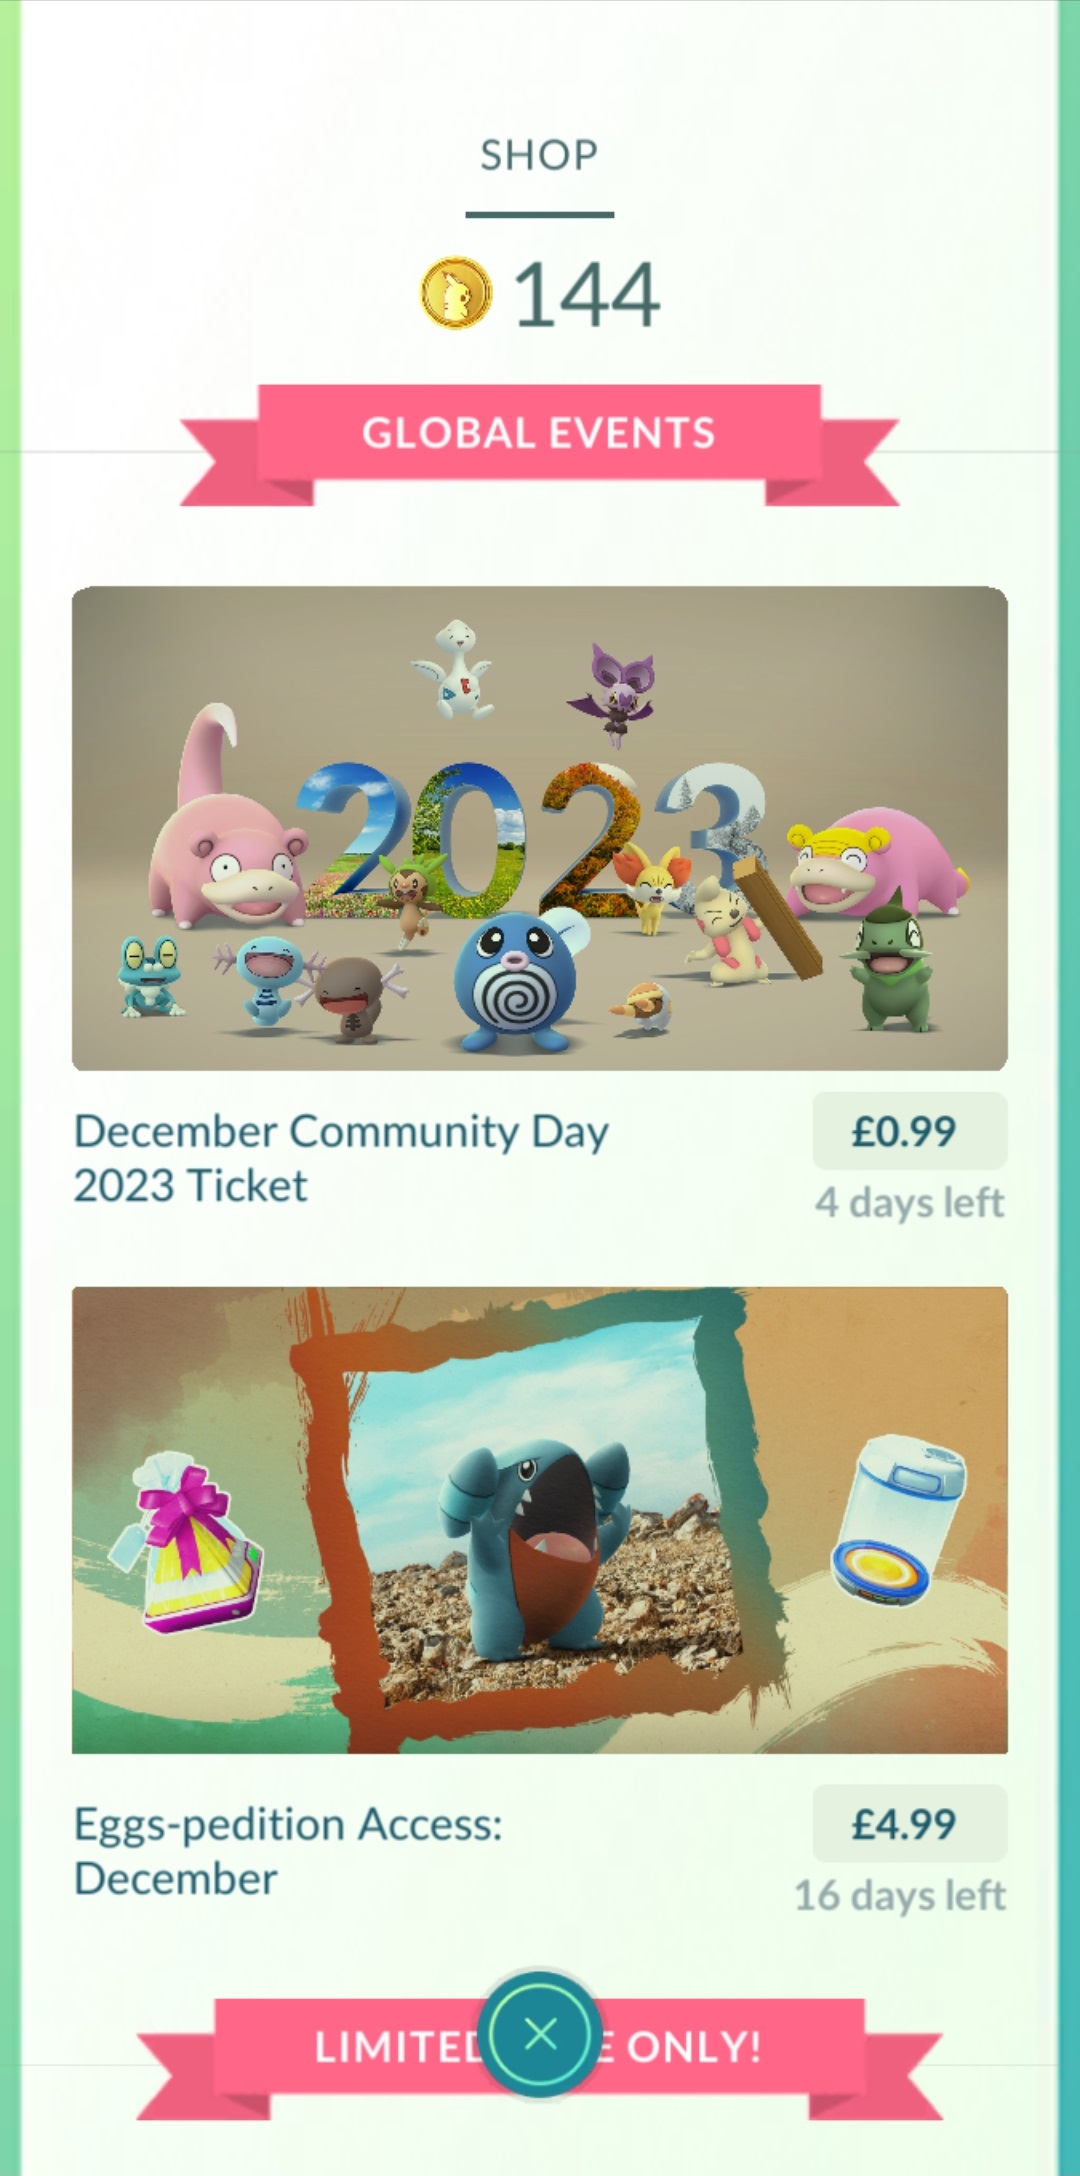 SHOP
144
GLOBAL EVENTS
2023
December Community Day
2023 Ticket
£0.99
4 days left
Eggs-pedition Access:
December
£4.99
16 days left
LIMITED ONLY!